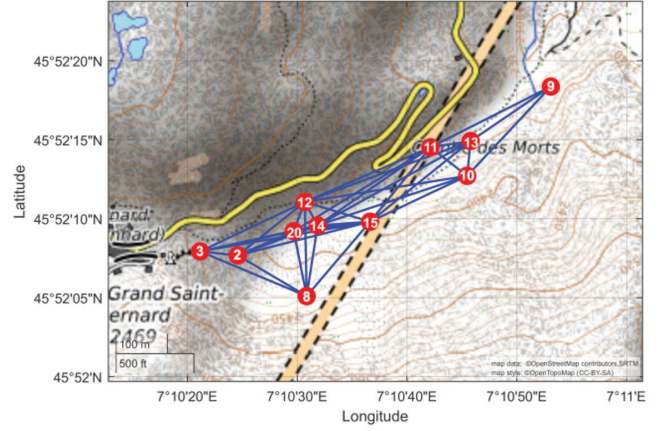 45°52'20"N
45°52'15"N
45°52'10"N
45°52'05"N
45°52'N
Latitude
9
11
13
des Morts
10
12
nard
nnard)
14
15
20
3
2
8
Grand Saint-
ernard
2469
100 m
500 ft
map data: ©OpenStreetMap contributors,SRTM
map style: ©OpenTopoMap (CC-BY-SA)
7°10'20"E
7°10'30"E
7°10'40"E
7°10'50"E
7°11'E
Longitude